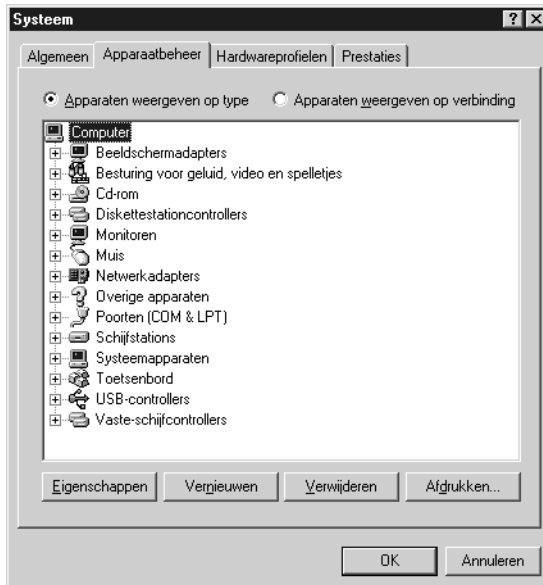 Systeem
Algemeen Apparaatbeheer Hardwareprofielen Prestaties
Apparaten weergeven op type Apparaten weergeven op verbinding
Computer
Beeldschermadapters
Besturing voor geluid, video en spelletjes
Cd-rom
Diskettestationcontrollers
Monitoren
Muis
Netwerkadapters
Overige apparaten
Poorten (COM & LPT)
Schijfstations
Systeemapparaten
Toetsenbord
USB-controllers
Vaste-schijfcontrollers
Eigenschappen Vernieuwen Verwijderen Afdrukken...
OK Annuleren